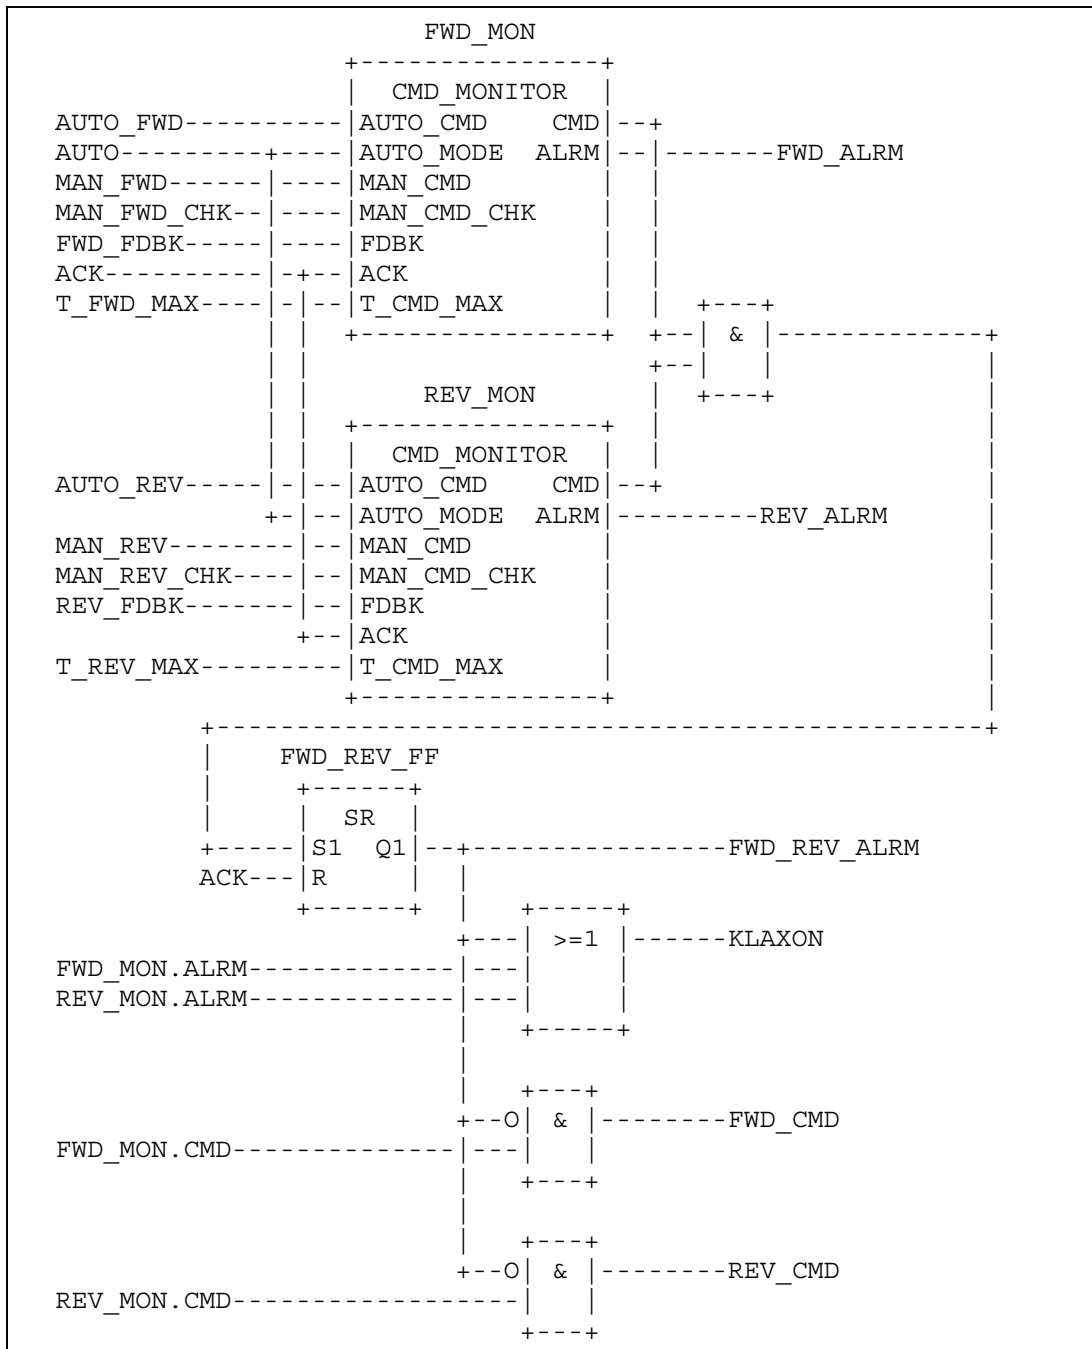 FWD_MON
CMD_MONITOR
AUTO_FWD AUTO_CMD CMD
AUTO AUTO_MODE ALRM FWD_ALRM
MAN_FWD MAN_CMD
MAN_FWD_CHK MAN_CMD_CHK
FWD_FDBK FDBK
ACK ACK
T_FWD_MAX T_CMD_MAX
&
REV_MON
CMD_MONITOR
AUTO_REV AUTO_CMD CMD
AUTO_MODE ALRM REV_ALRM
MAN_REV MAN_CMD
MAN_REV_CHK MAN_CMD_CHK
REV_FDBK FDBK
ACK
T_REV_MAX T_CMD_MAX
FWD_REV_FF
SR
S1 Q1 FWD_REV_ALRM
ACK R
>=1 KLAXON
FWD_MON.ALRM
REV_MON.ALRM
O & FWD_CMD
FWD_MON.CMD
O & REV_CMD
REV_MON.CMD